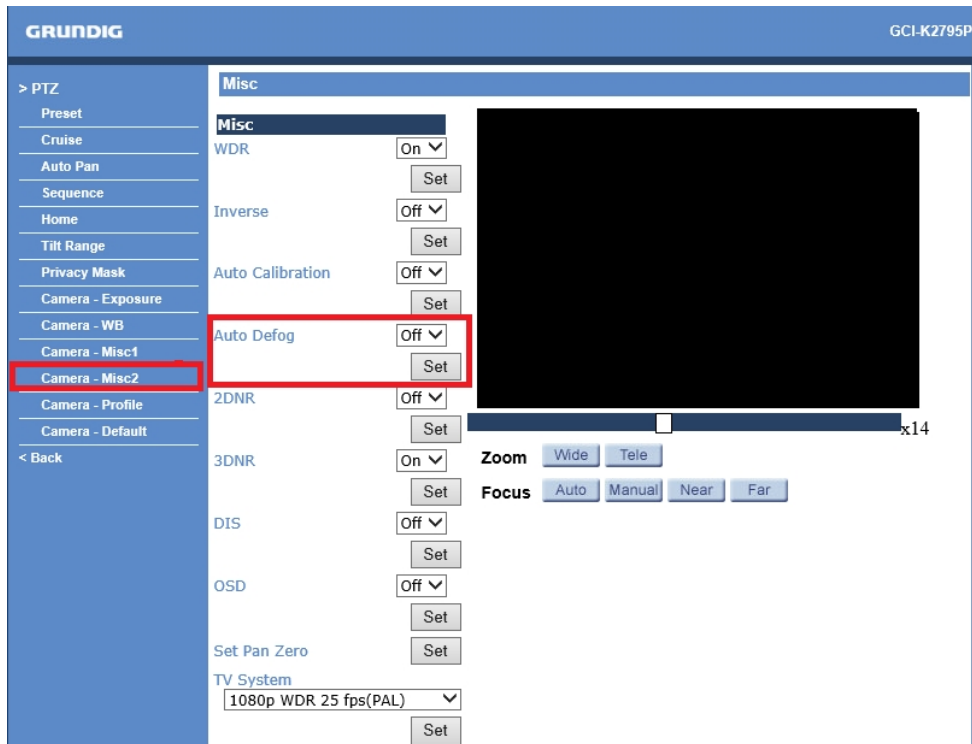 GRUNDIG
GCI-K2795P
> PTZ
Preset
Cruise
Auto Pan
Sequence
Home
Tilt Range
Privacy Mask
Camera - Exposure
Camera - WB
Camera - Misc1
Camera - Misc2
Camera - Profile
Camera - Default
< Back
Misc
Misc
WDR On
Set
Inverse Off
Set
Auto Calibration Off
Set
Auto Defog Off
Set
2DNR Off
Set
3DNR On
Set
DIS Off
Set
OSD Off
Set
Set Pan Zero Set
TV System
1080p WDR 25 fps(PAL)
Set
x14
Zoom Wide Tele
Focus Auto Manual Near Far